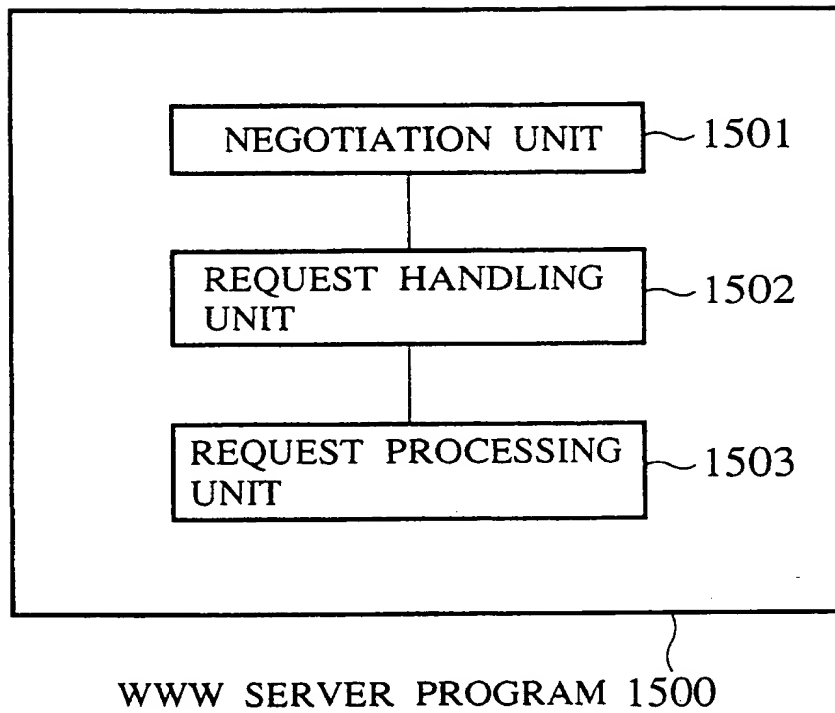 NEGOTIATION UNIT
1501
REQUEST HANDLING
UNIT
1502
REQUEST PROCESSING
UNIT
1503
WWW SERVER PROGRAM 1500